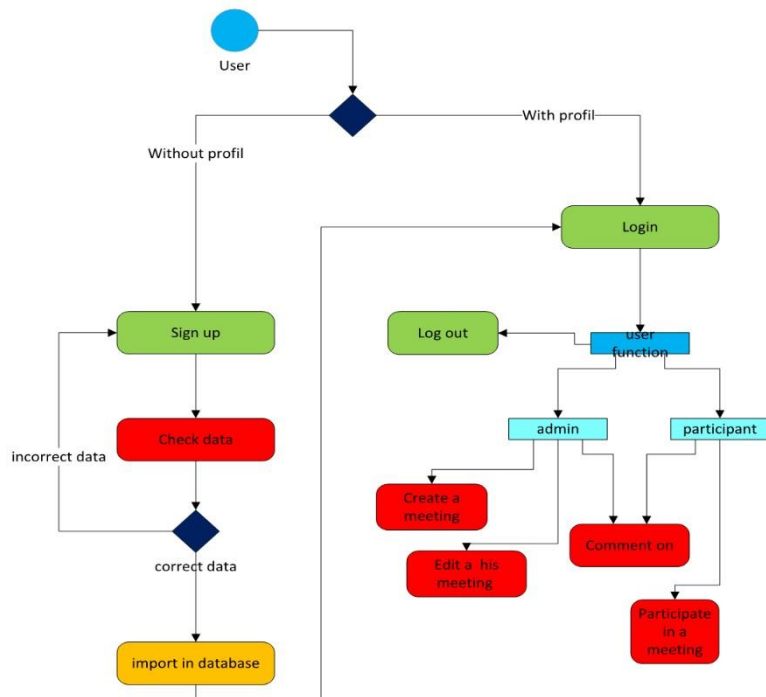 User
With profil
Without profil
Login
Sign up
Log out
user
function
admin
participant
Check data
incorrect data
Create a
meeting
Comment on
Edit a  his
meeting
correct data
Participate
in a
meeting
import in database